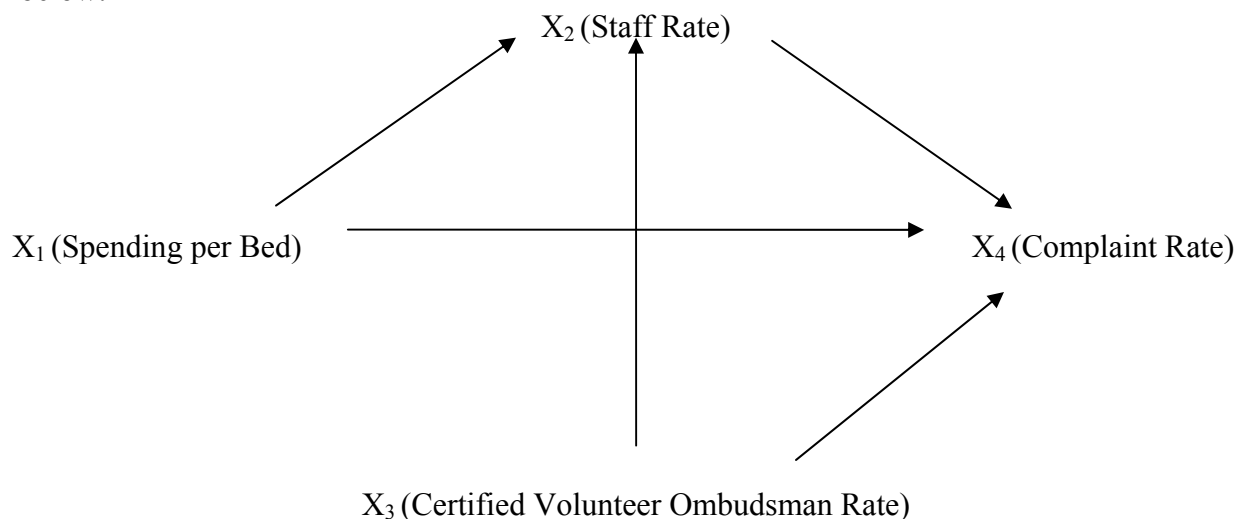 X₂ (Staff Rate)
X₁ (Spending per Bed)
X₄ (Complaint Rate)
X₃ (Certified Volunteer Ombudsman Rate)